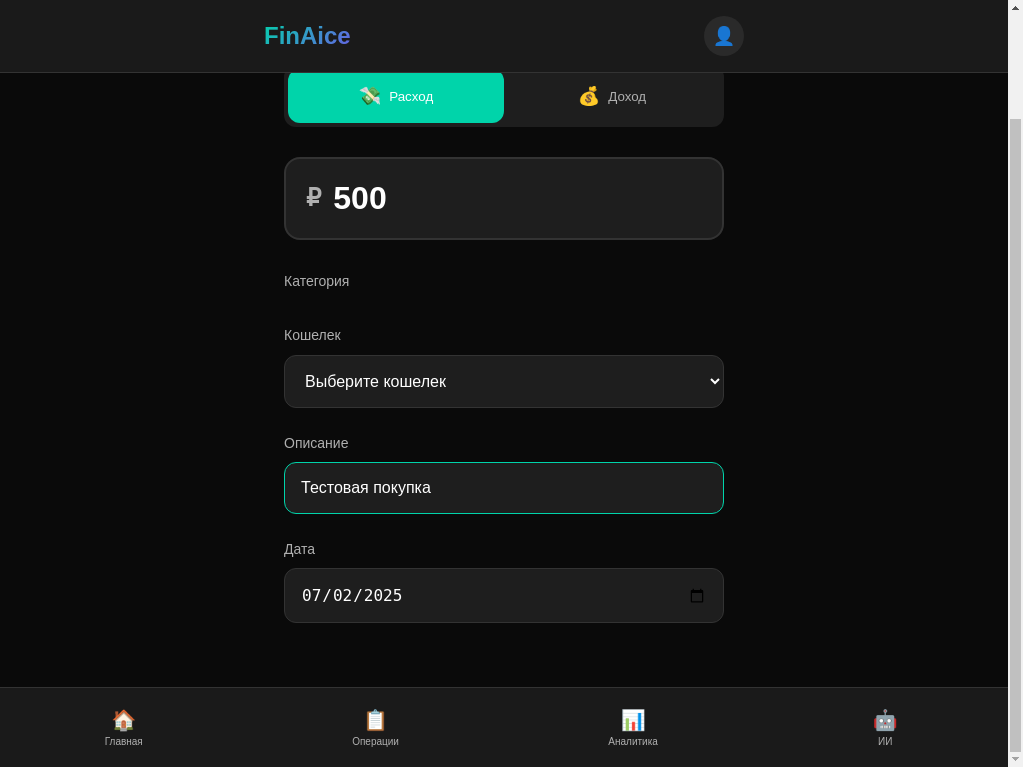 FinAice
Расход
Доход
₽ 500
Категория
Кошелек
Выберите кошелек
Описание
Тестовая покупка
Дата
07/02/2025
Главная
Операции
Аналитика
ИИ